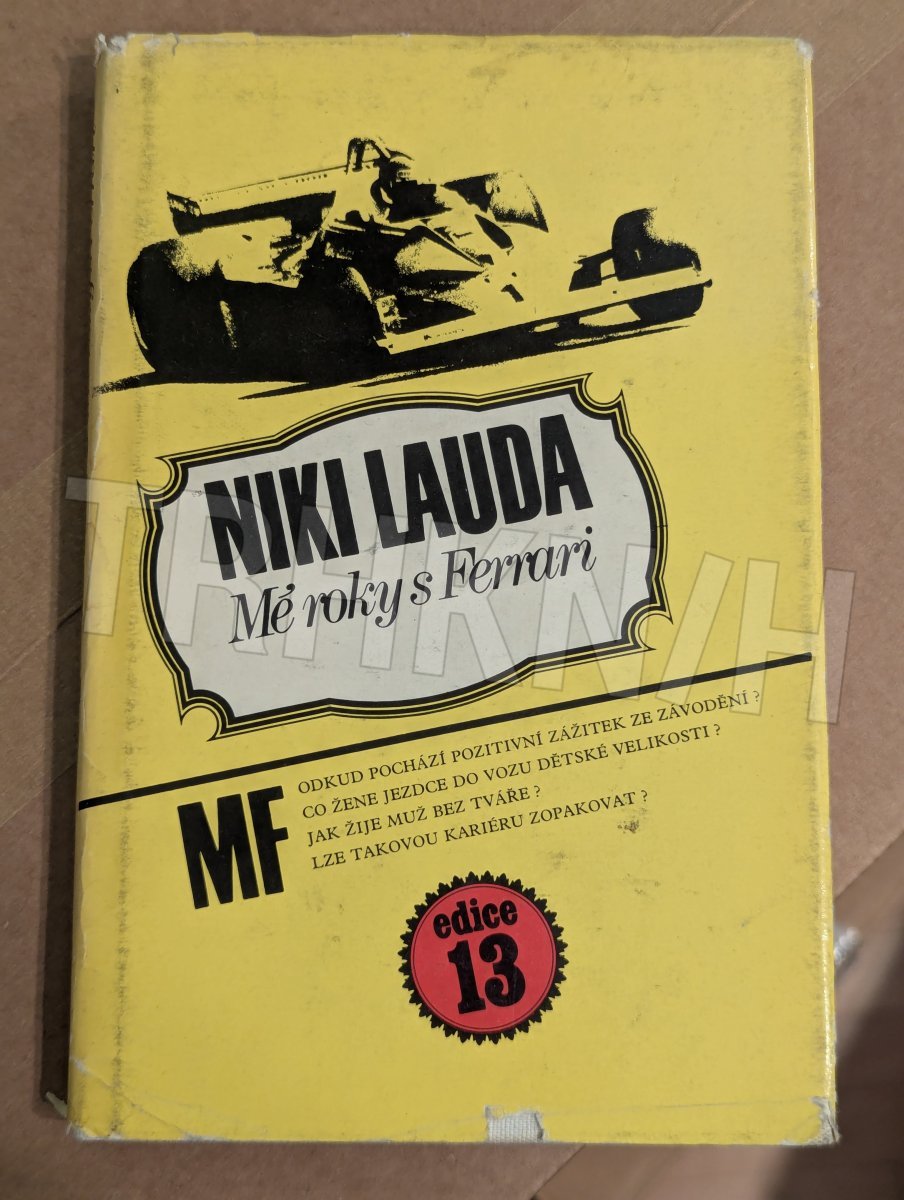 NIKI LAUDA
Mé roky s Ferrari
MF
ODKUD POCHÁZÍ POZITIVNÍ ZÁŽITEK ZE ZÁVODĚNÍ ?
CO ŽENE JEZDCE DO VOZU DĚTSKÉ VELIKOSTI ?
JAK ŽIJE MUŽ BEZ TVÁŘE ?
LZE TAKOVOU KARIÉRU ZOPAKOVAT ?
edice
13
TRHKNIH